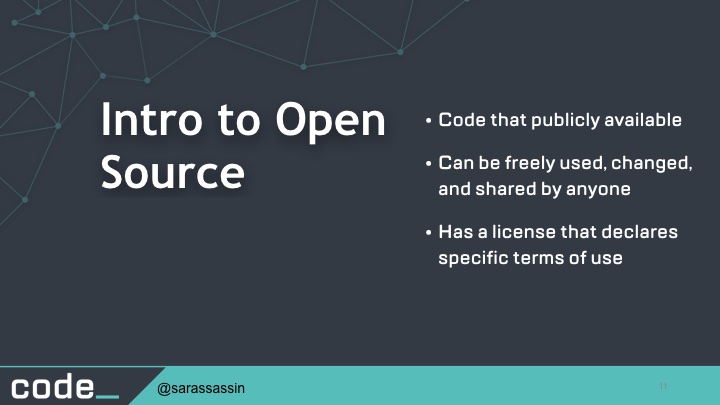 Intro to Open
Source
• Code that publicly available
• Can be freely used, changed,
and shared by anyone
• Has a license that declares
specific terms of use
code_
@sarassassin
11